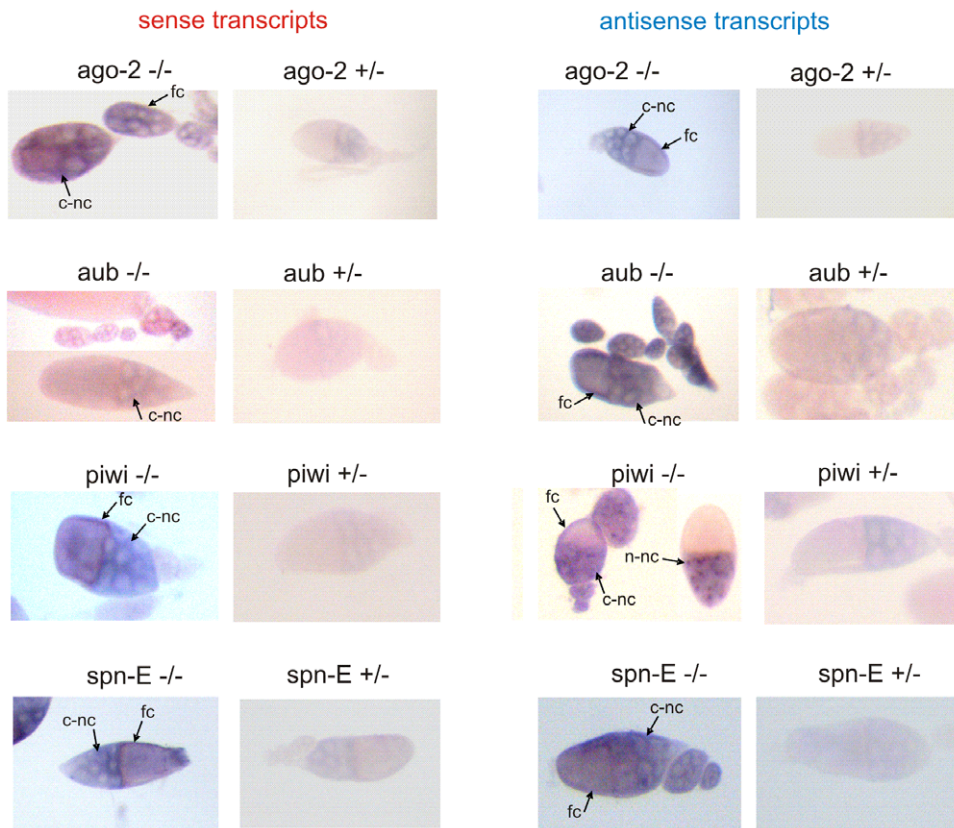 sense transcripts
antisense transcripts
ago-2 -/-
ago-2 +/-
ago-2 -/-
ago-2 +/-
fc
c-nc
c-nc
fc
aub -/-
aub +/-
aub -/-
aub +/-
c-nc
fc
c-nc
piwi -/-
piwi +/-
piwi -/-
piwi +/-
fc
c-nc
fc
n-nc
c-nc
spn-E -/-
spn-E +/-
spn-E -/-
spn-E +/-
c-nc
fc
c-nc
fc